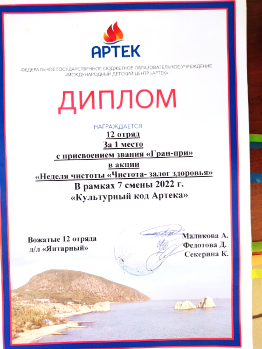 АРТЕК
ФЕДЕРАЛЬНОЕ ГОСУДАРСТВЕННОЕ БЮДЖЕТНОЕ ОБРАЗОВАТЕЛЬНОЕ УЧРЕЖДЕНИЕ
«МЕЖДУНАРОДНЫЙ ДЕТСКИЙ ЦЕНТР «АРТЕК»
ДИПЛОМ
НАГРАЖДАЕТСЯ
12 отряд
За 1 место
с присвоением звания «Гран-при»
в акции
«Неделя чистоты «Чистота- залог здоровья»
В рамках 7 смены 2022 г.
«Культурный код Артека»
Вожатые 12 отряда
д/л «Янтарный»
Маликова А.
Федотова Д.
Секерина К.